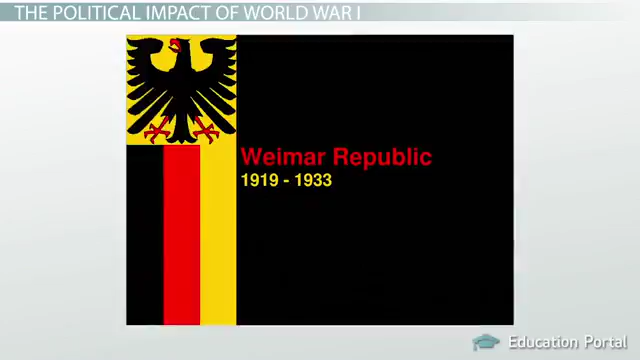 THE POLITICAL IMPACT OF WORLD WAR I
Weimar Republic
1919 - 1933
Education Portal